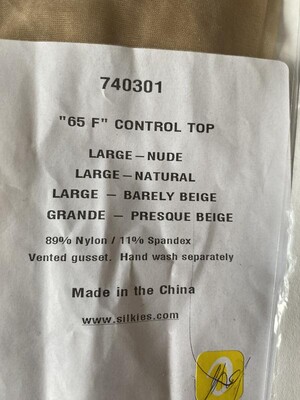 740301
"65 F" CONTROL TOP
LARGE – NUDE
LARGE – NATURAL
LARGE – BARELY BEIGE
GRANDE – PRESQUE BEIGE
89% Nylon / 11% Spandex
Vented gusset. Hand wash separately
Made in the China
www.silkies.com